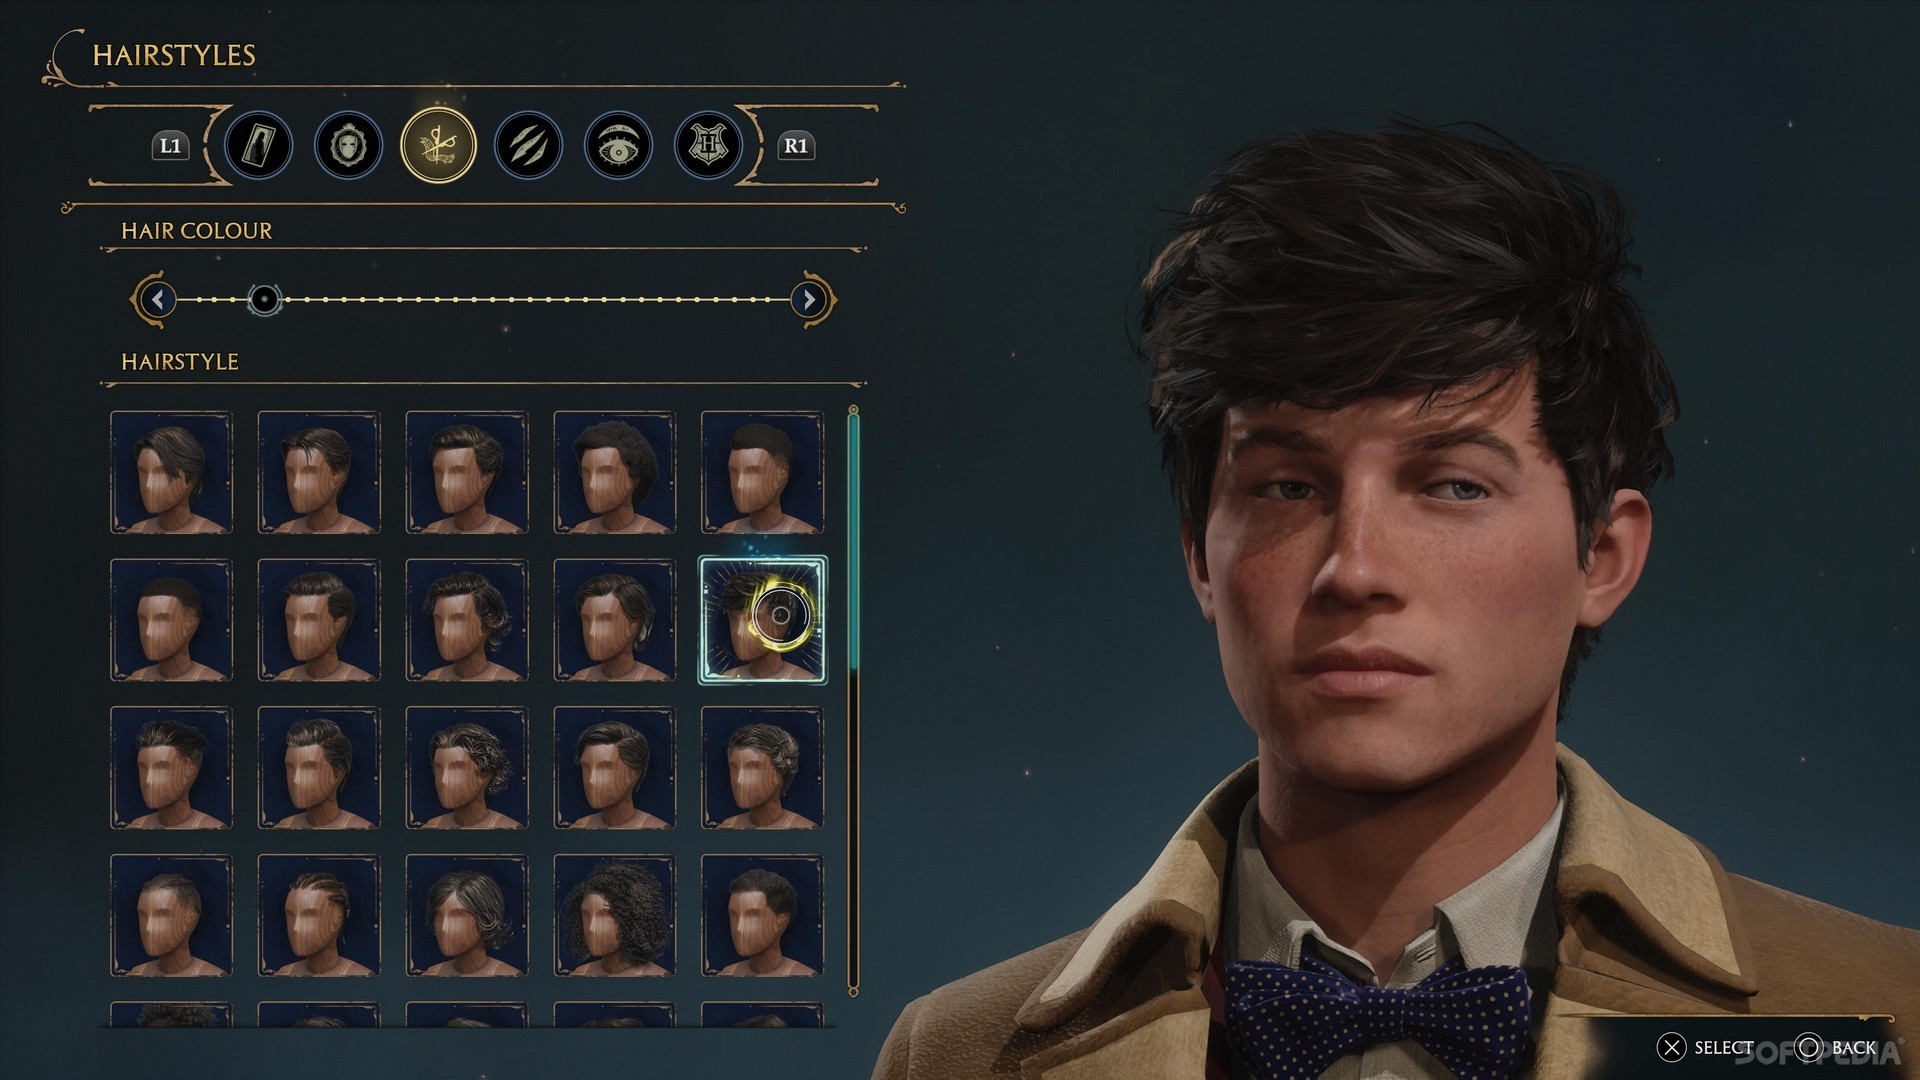 HAIRSTYLES
L1
H
R1
HAIR COLOUR
HAIRSTYLE
SELECT
BACK
SOFTPEDIA®